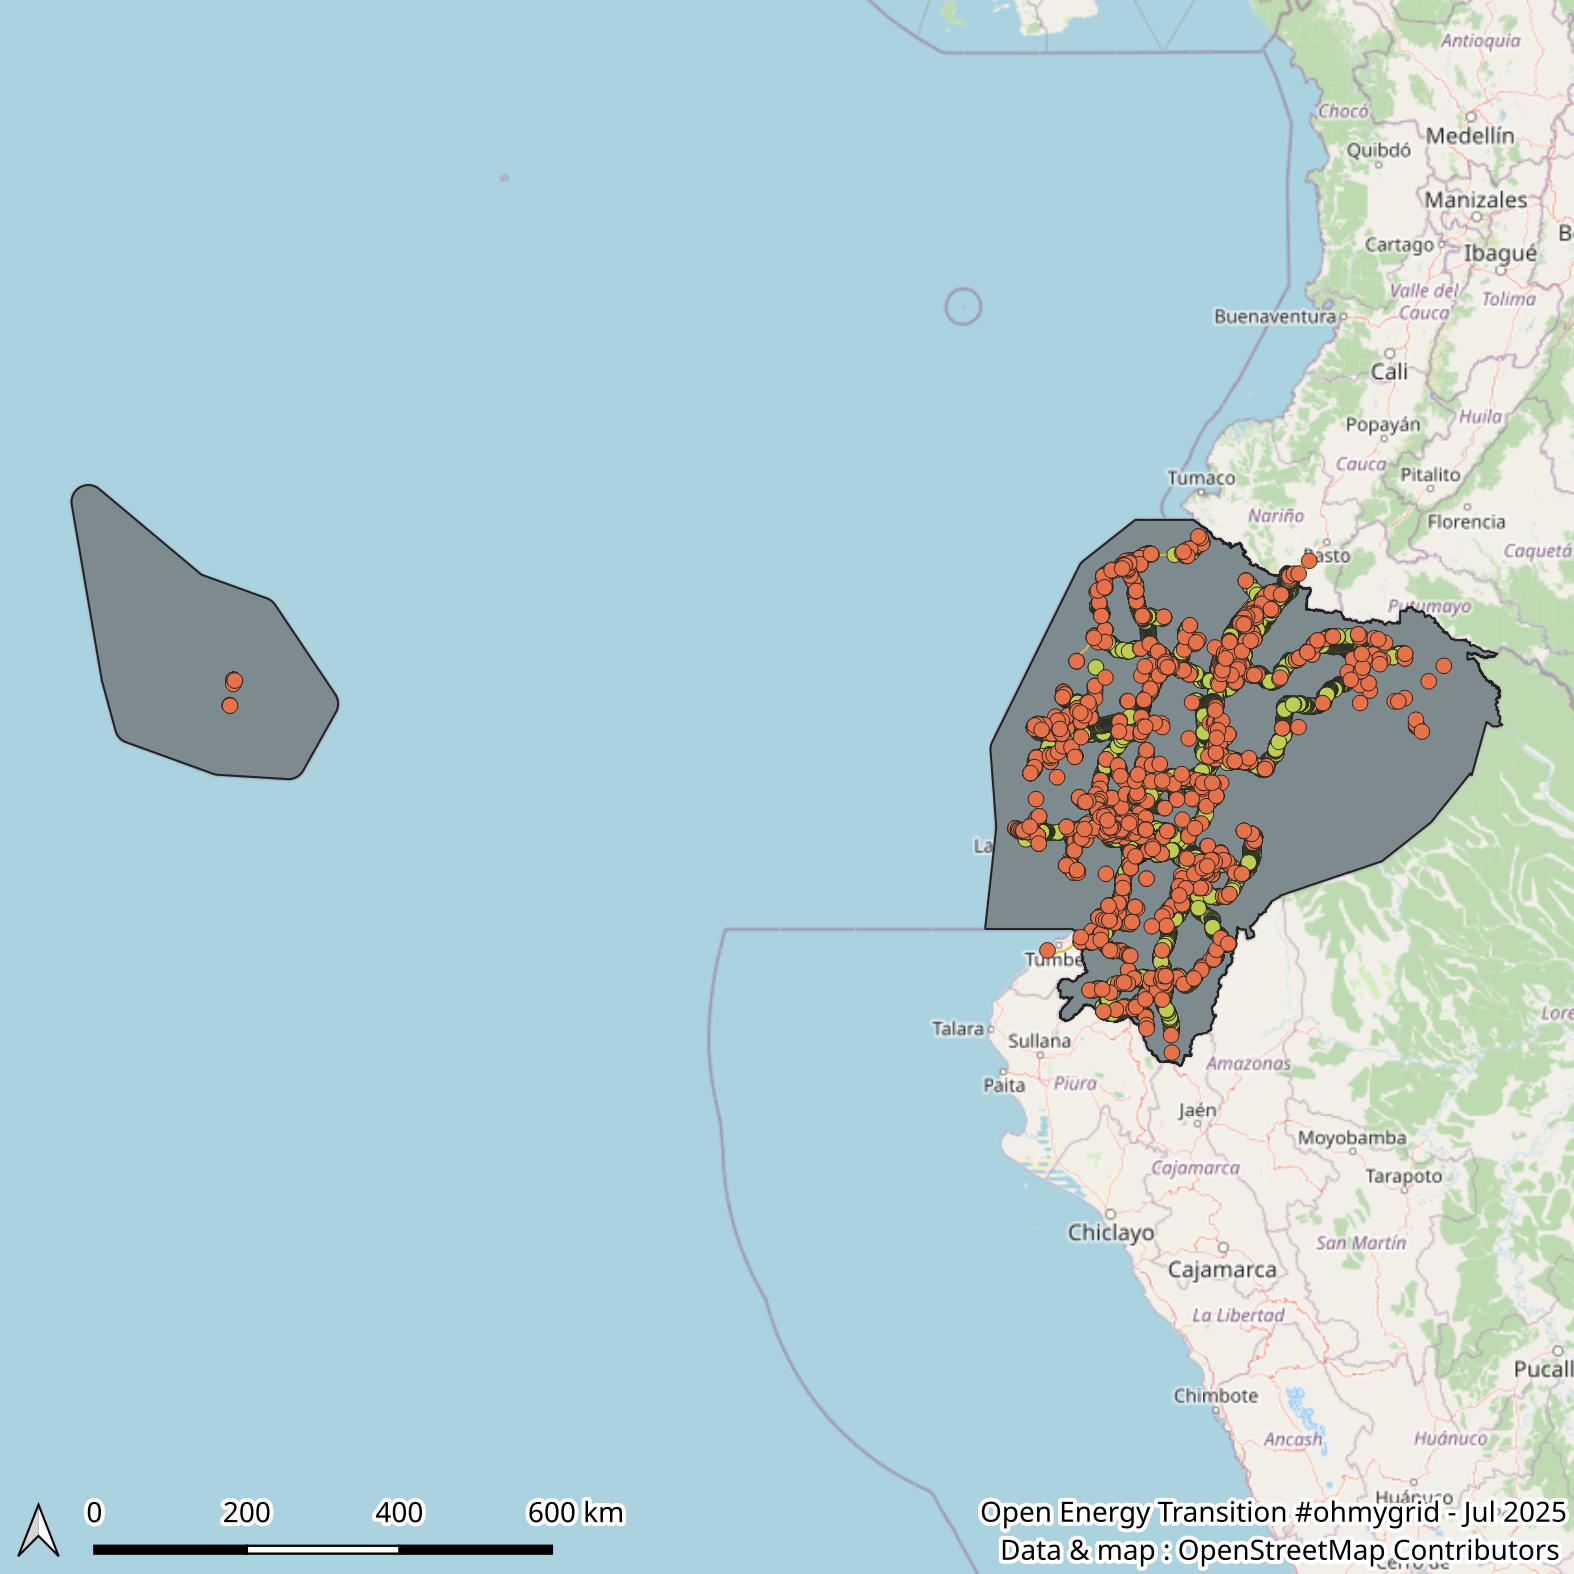 Antioquia
Chocó
Medellín
Quibdó
Manizales
Cartago
Ibagué
Valle del
Cauca
Tolima
Buenaventura
Cali
Huila
Popayán
Cauca
Tumaco
Pitalito
Nariño
Florencia
Pasto
Caquetá
Putumayo
La
Tumbe
Talara
Sullana
Paita
Piura
Amazonas
Lore
Jaén
Moyobamba
Cajamarca
Tarapoto
Chiclayo
San Martín
Cajamarca
La Libertad
Pucall
Chimbote
Ancash
Huánuco
Huánuco
0 200 400 600 km
Open Energy Transition #ohmygrid - Jul 2025
Data & map : OpenStreetMap Contributors